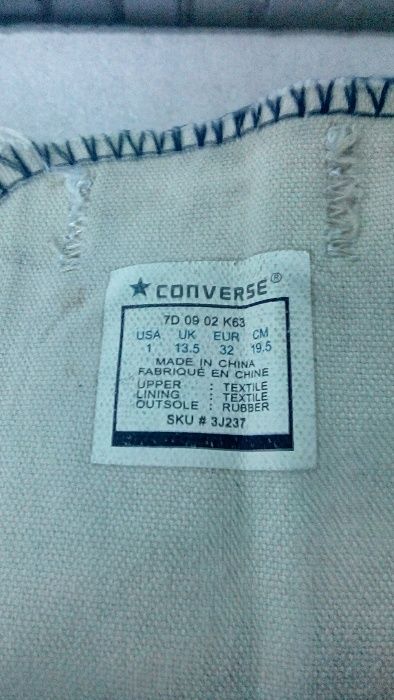 ★ CONVERSE®
7D 09 02 K63
USA UK EUR CM
1 13.5 32 19.5
MADE IN CHINA
FABRIQUÉ EN CHINE
UPPER : TEXTILE
LINING : TEXTILE
OUTSOLE : RUBBER
SKU # 3J237